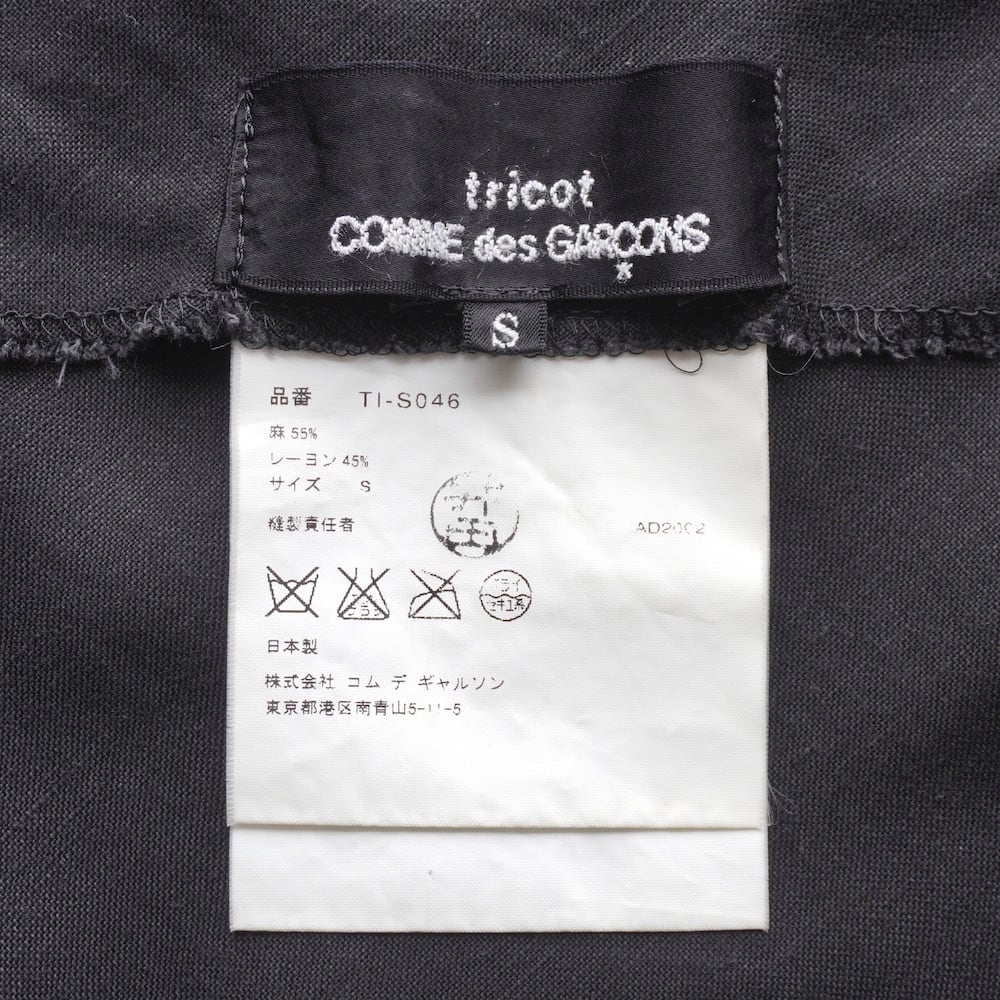 tricot
COMME des GARÇONS
S
品番 TI-S046
麻 55%
レーヨン 45%
サイズ S
縫製責任者
AD2002
日本製
株式会社 コム デ ギャルソン
東京都港区南青山5-11-5